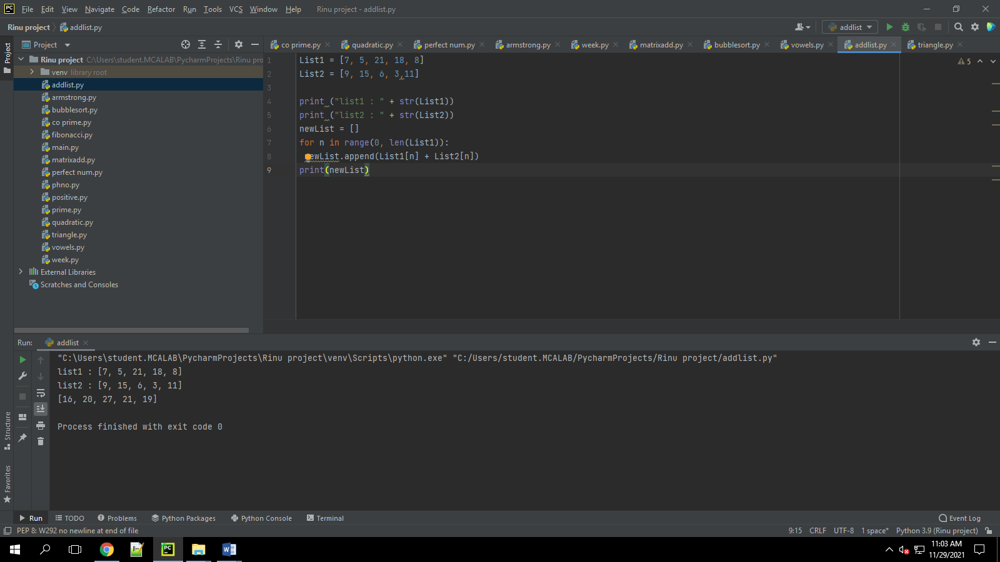 PC File Edit View Navigate Code Refactor Run Tools VCS Window Help Rinu project - addlist.py
Rinu project addlist.py addlist
Project
Project
co prime.py quadratic.py perfect num.py armstrong.py week.py matrixadd.py bubblesort.py vowels.py addlist.py triangle.py
Rinu project C:\Users\student.MCALAB\PycharmProjects\Rinu pro
venv library root
addlist.py
armstrong.py
bubblesort.py
co prime.py
fibonacci.py
main.py
matrixadd.py
perfect num.py
phno.py
positive.py
prime.py
quadratic.py
triangle.py
vowels.py
week.py
External Libraries
Scratches and Consoles
1 List1 = [7, 5, 21, 18, 8]
5
2 List2 = [9, 15, 6, 3,11]
3
4 print ("list1 : " + str(List1))
5 print ("list2 : " + str(List2))
6 newList = []
7 for n in range(0, len(List1)):
8 ewList.append(List1[n] + List2[n])
9 print(newList)
Run: addlist
"C:\Users\student.MCALAB\PycharmProjects\Rinu project\venv\Scripts\python.exe" "C:/Users/student.MCALAB/PycharmProjects/Rinu project/addlist.py"
list1 : [7, 5, 21, 18, 8]
list2 : [9, 15, 6, 3, 11]
[16, 20, 27, 21, 19]
Process finished with exit code 0
Structure
Favorites
Run TODO Problems Python Packages Python Console Terminal Event Log
PEP 8: W292 no newline at end of file 9:15 CRLF UTF-8 1 space* Python 3.9 (Rinu project)
PC W
11:03 AM
11/29/2021